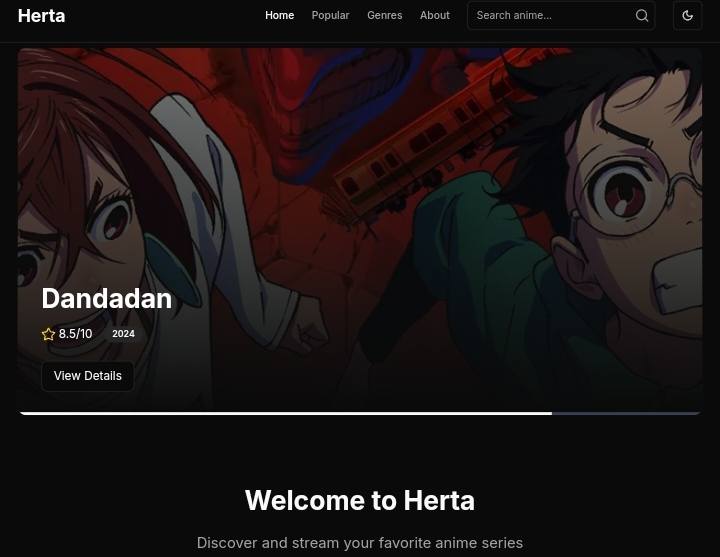 Herta
Home Popular Genres About Search anime...
Dandadan
8.5/10 2024
View Details
Welcome to Herta
Discover and stream your favorite anime series